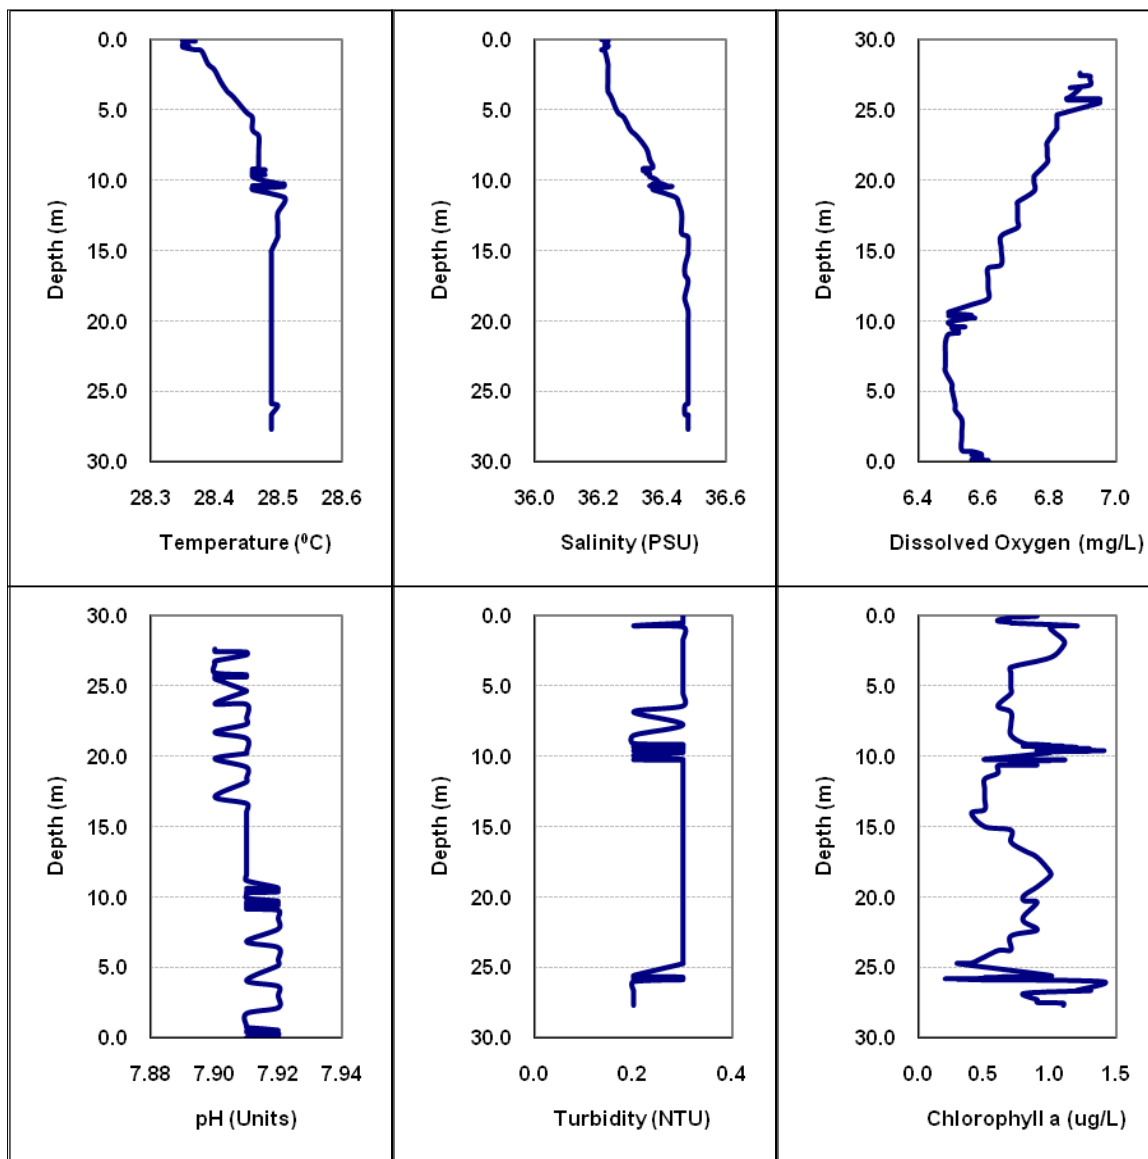 0.0
5.0
10.0
15.0
20.0
25.0
30.0
Depth (m)
28.3 28.4 28.5 28.6
Temperature (⁰C)
0.0
5.0
10.0
15.0
20.0
25.0
30.0
Depth (m)
36.0 36.2 36.4 36.6
Salinity (PSU)
30.0
25.0
20.0
15.0
10.0
5.0
0.0
Depth (m)
6.4 6.6 6.8 7.0
Dissolved Oxygen (mg/L)
30.0
25.0
20.0
15.0
10.0
5.0
0.0
Depth (m)
7.88 7.90 7.92 7.94
pH (Units)
0.0
5.0
10.0
15.0
20.0
25.0
30.0
Depth (m)
0.0 0.2 0.4
Turbidity (NTU)
0.0
5.0
10.0
15.0
20.0
25.0
30.0
Depth (m)
0.0 0.5 1.0 1.5
Chlorophyll a (ug/L)